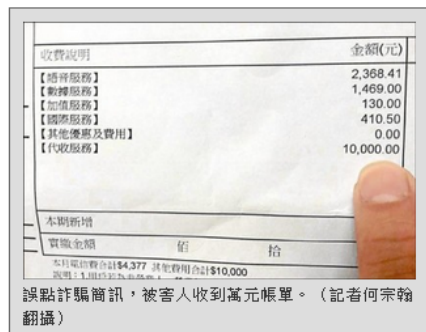 收費說明 金額(元)
【語音服務】 2,368.41
【數據服務】 1,469.00
【加值服務】 130.00
【國際服務】 410.50
【其他優惠及費用】 0.00
【代收服務】 10,000.00
本期新增
實繳金額 佰 拾
本月電信費合計$4,377 其他費用合計$10,000
說明：1.
誤點詐騙簡訊，被害人收到萬元帳單。（記者何宗翰
翻攝）